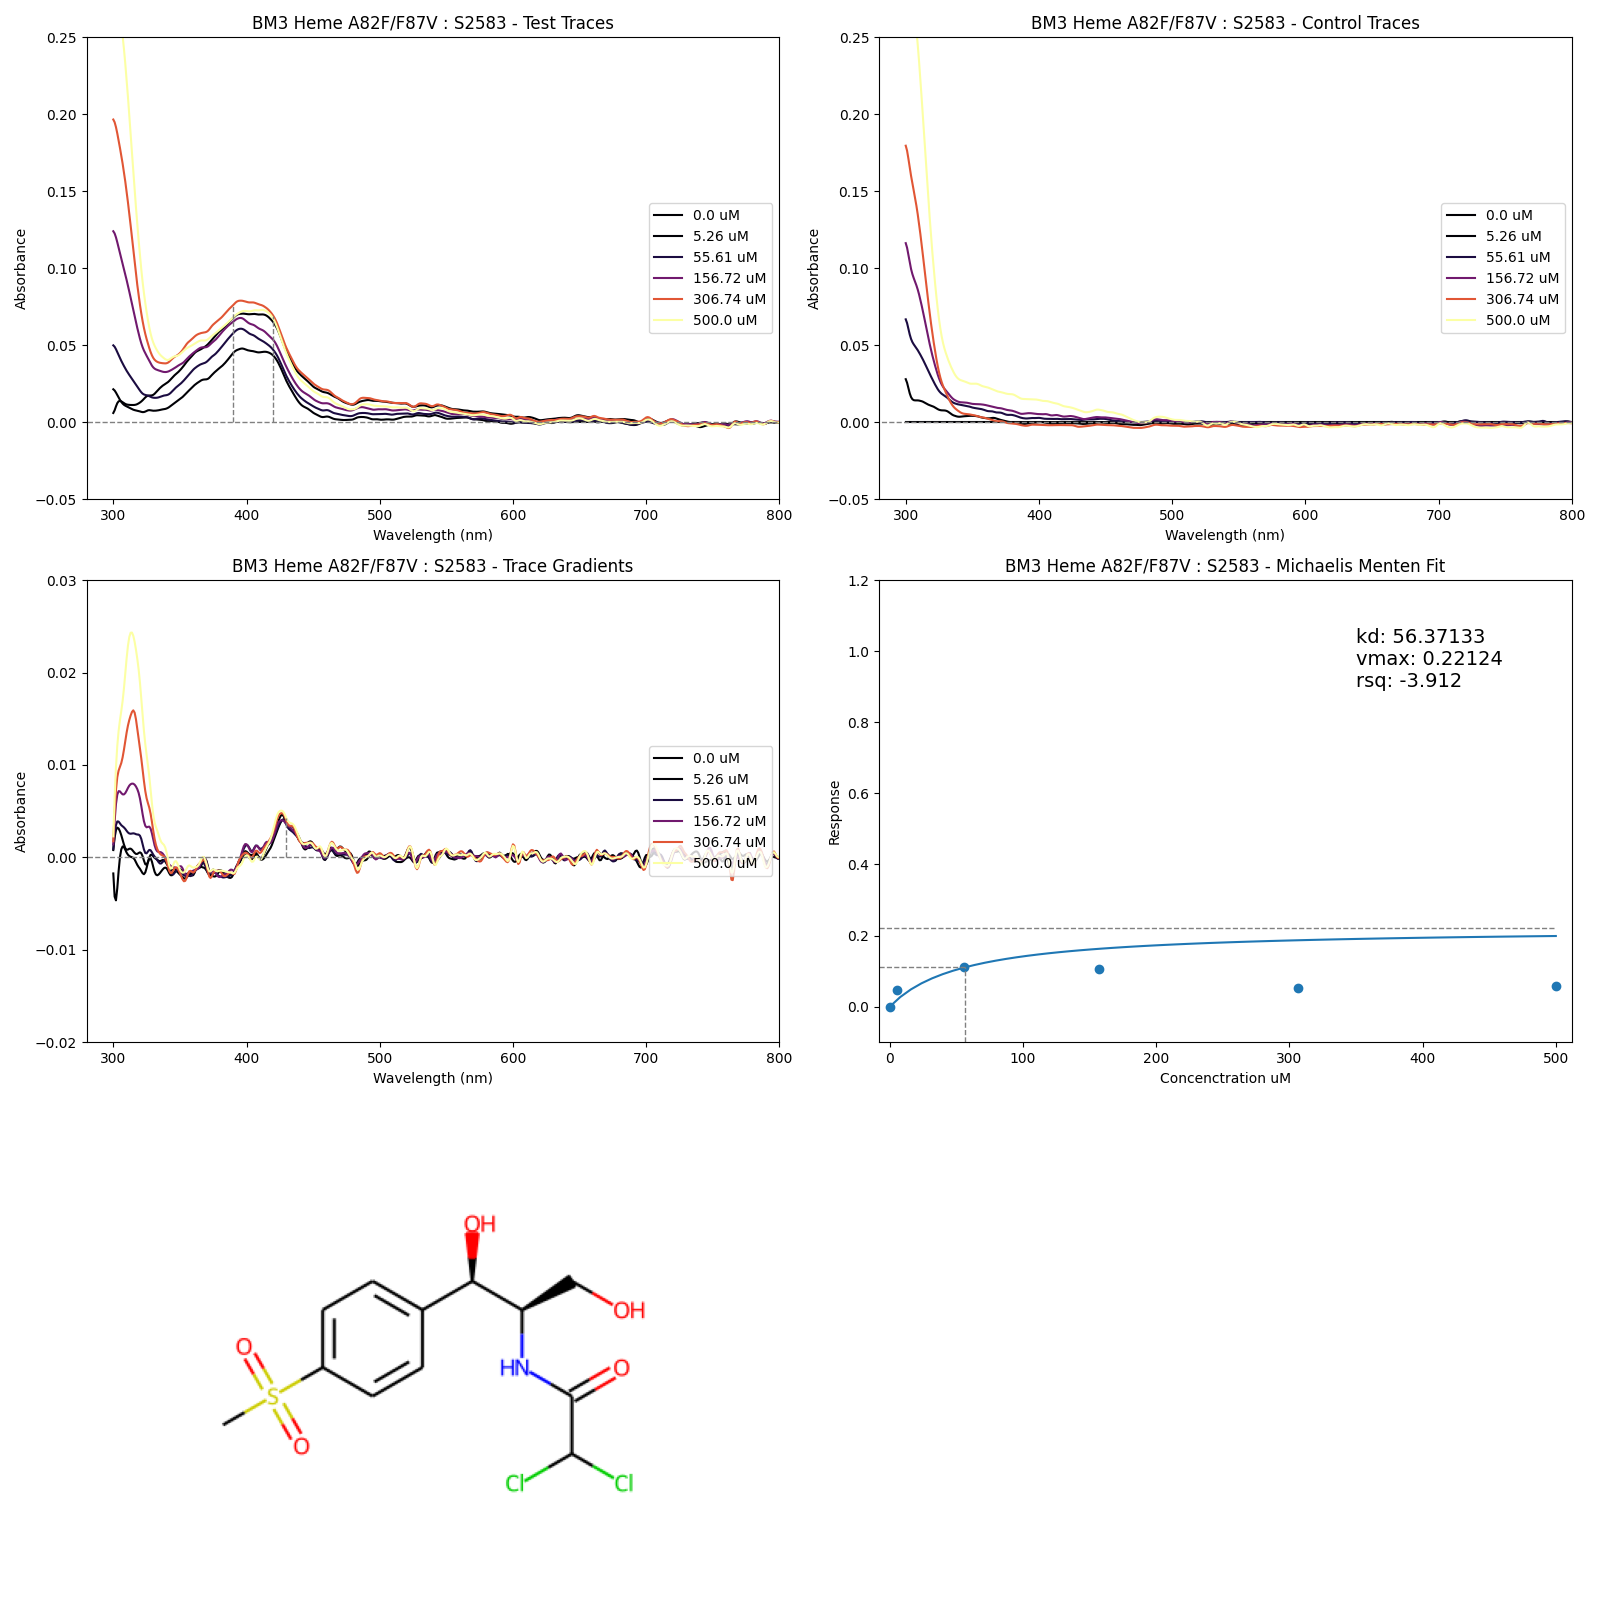 BM3 Heme A82F/F87V : S2583 - Test Traces
0.25
0.20
0.15
0.10
0.05
0.00
−0.05
Absorbance
300 400 500 600 700 800
Wavelength (nm)
0.0 uM
5.26 uM
55.61 uM
156.72 uM
306.74 uM
500.0 uM
BM3 Heme A82F/F87V : S2583 - Control Traces
0.25
0.20
0.15
0.10
0.05
0.00
−0.05
Absorbance
300 400 500 600 700 800
Wavelength (nm)
0.0 uM
5.26 uM
55.61 uM
156.72 uM
306.74 uM
500.0 uM
BM3 Heme A82F/F87V : S2583 - Trace Gradients
0.03
0.02
0.01
0.00
−0.01
−0.02
Absorbance
300 400 500 600 700 800
Wavelength (nm)
0.0 uM
5.26 uM
55.61 uM
156.72 uM
306.74 uM
500.0 uM
BM3 Heme A82F/F87V : S2583 - Michaelis Menten Fit
1.2
1.0
0.8
0.6
0.4
0.2
0.0
Response
kd: 56.37133
vmax: 0.22124
rsq: -3.912
0 100 200 300 400 500
Concenctration uM
OH
OH
O
HN
O
S
O
Cl
Cl